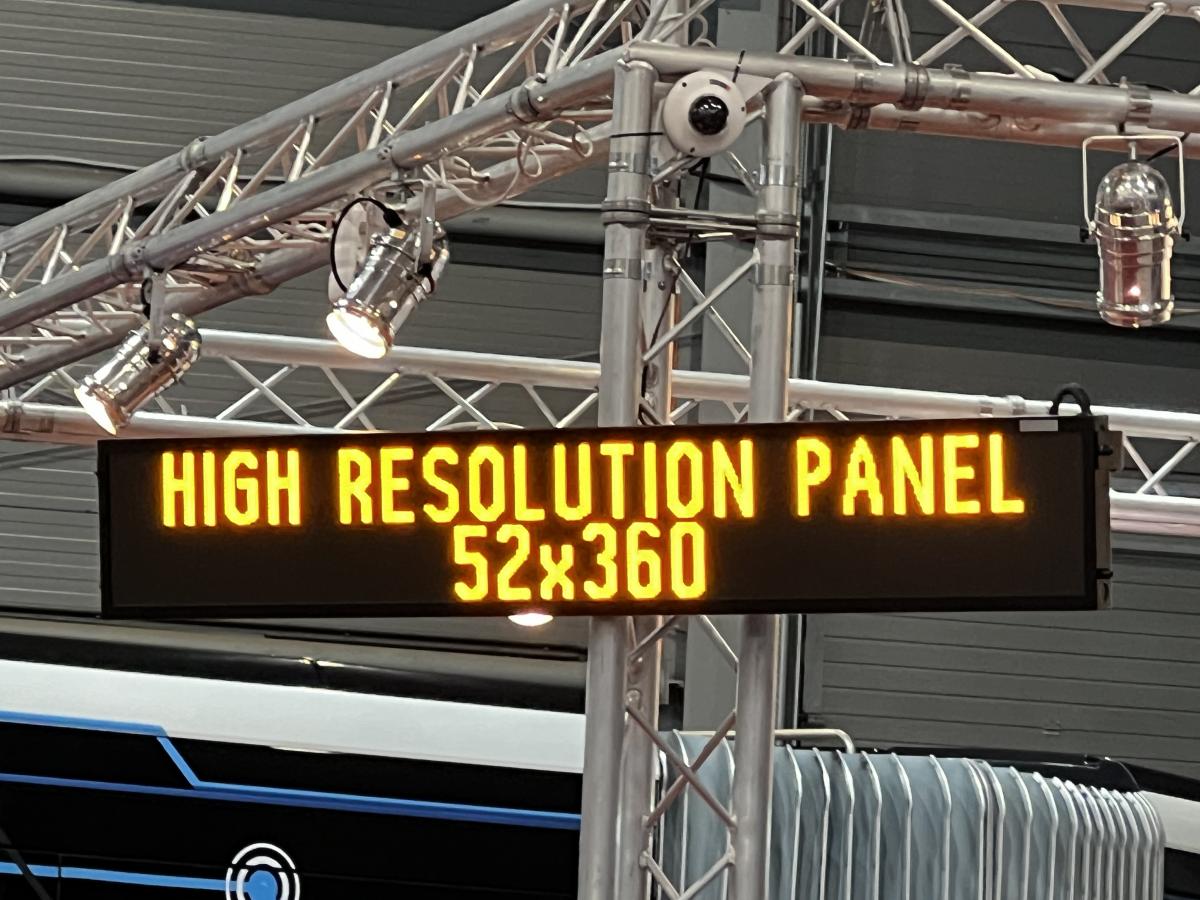 HIGH RESOLUTION PANEL
52x360